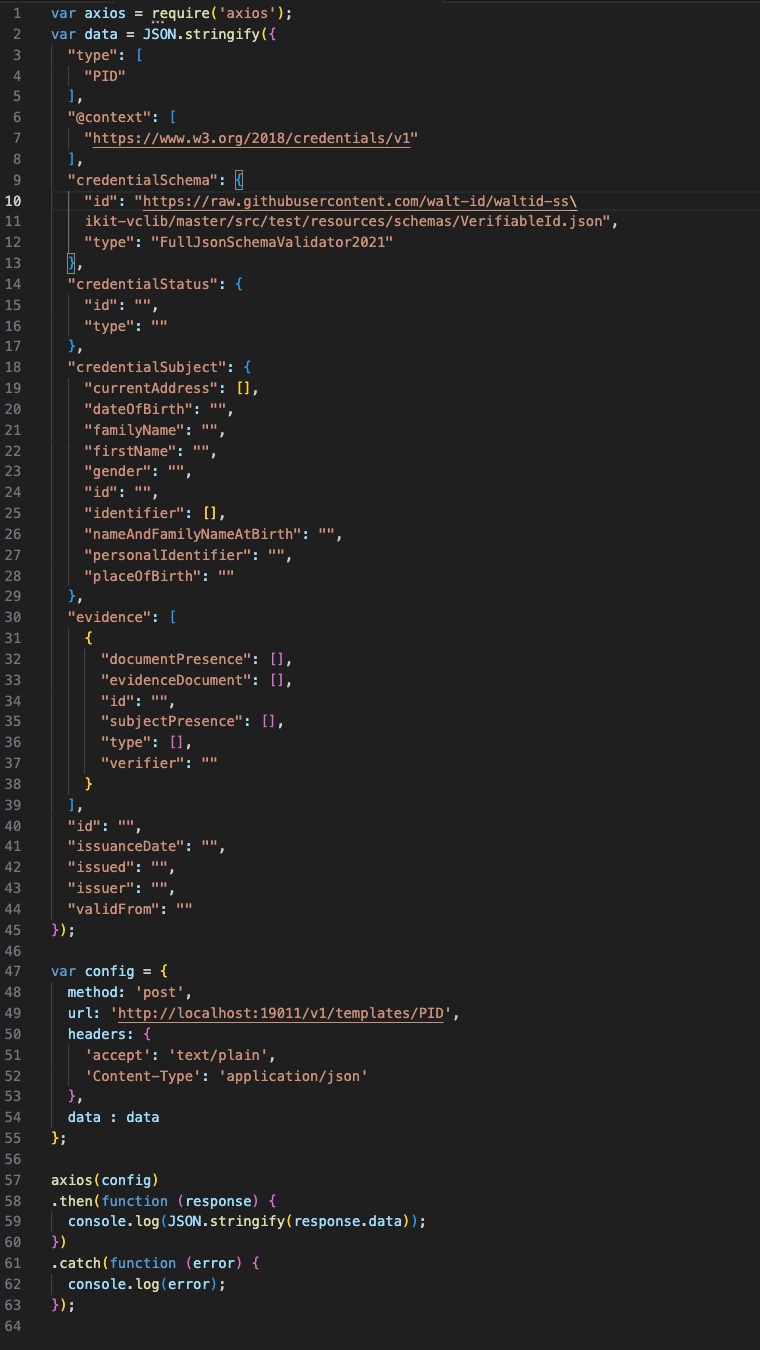 1 var axios = require('axios');
2 var data = JSON.stringify({
3 "type": [
4 "PID"
5 ],
6 "@context": [
7 "https://www.w3.org/2018/credentials/v1"
8 ],
9 "credentialSchema": {
10 "id": "https://raw.githubusercontent.com/walt-id/waltid-ss\
11 ikit-vclib/master/src/test/resources/schemas/VerifiableId.json",
12 "type": "FullJsonSchemaValidator2021"
13 },
14 "credentialStatus": {
15 "id": "",
16 "type": ""
17 },
18 "credentialSubject": {
19 "currentAddress": [],
20 "dateOfBirth": "",
21 "familyName": "",
22 "firstName": "",
23 "gender": "",
24 "id": "",
25 "identifier": [],
26 "nameAndFamilyNameAtBirth": "",
27 "personalIdentifier": "",
28 "placeOfBirth": ""
29 },
30 "evidence": [
31 {
32 "documentPresence": [],
33 "evidenceDocument": [],
34 "id": "",
35 "subjectPresence": [],
36 "type": [],
37 "verifier": ""
38 }
39 ],
40 "id": "",
41 "issuanceDate": "",
42 "issued": "",
43 "issuer": "",
44 "validFrom": ""
45 });
46
47 var config = {
48 method: 'post',
49 url: 'http://localhost:19011/v1/templates/PID',
50 headers: {
51 'accept': 'text/plain',
52 'Content-Type': 'application/json'
53 },
54 data : data
55 };
56
57 axios(config)
58 .then(function (response) {
59 console.log(JSON.stringify(response.data));
60 })
61 .catch(function (error) {
62 console.log(error);
63 });
64